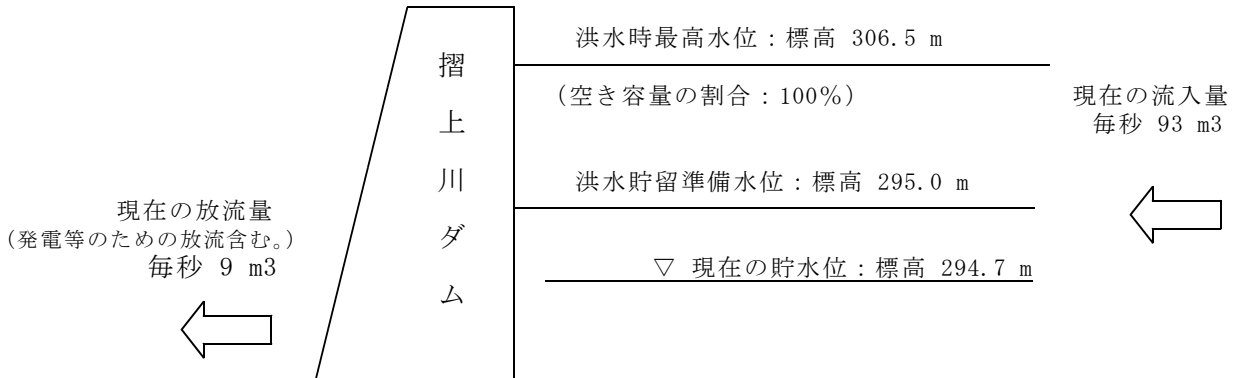 洪水時最高水位：標高 306.5 m
(空き容量の割合：100％)
現在の流入量
毎秒 93 m3
摺上川ダム
洪水貯留準備水位：標高 295.0 m
現在の放流量
(発電等のための放流含む。)
毎秒 9 m3
▽ 現在の貯水位：標高 294.7 m